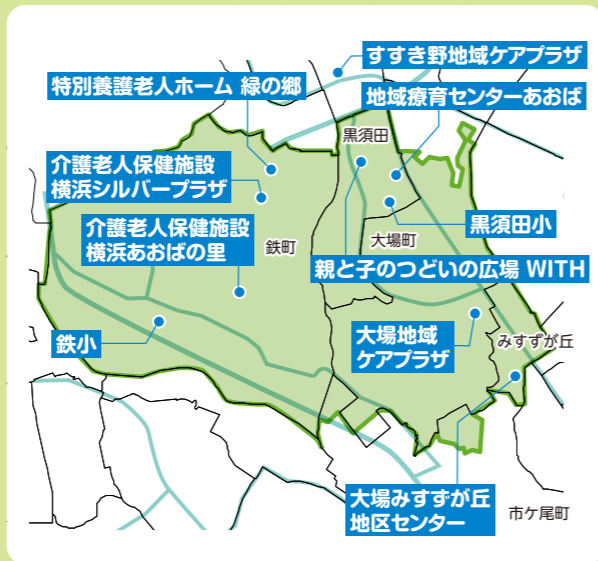 すすき野地域ケアプラザ
特別養護老人ホーム 緑の郷
地域療育センターあおば
黒須田
介護老人保健施設
横浜シルバープラザ
介護老人保健施設
横浜あおばの里
鉄町
大場町
黒須田小
親と子のつどいの広場 WITH
鉄小
大場地域
ケアプラザ
みすずが丘
大場みすずが丘
地区センター
市ケ尾町